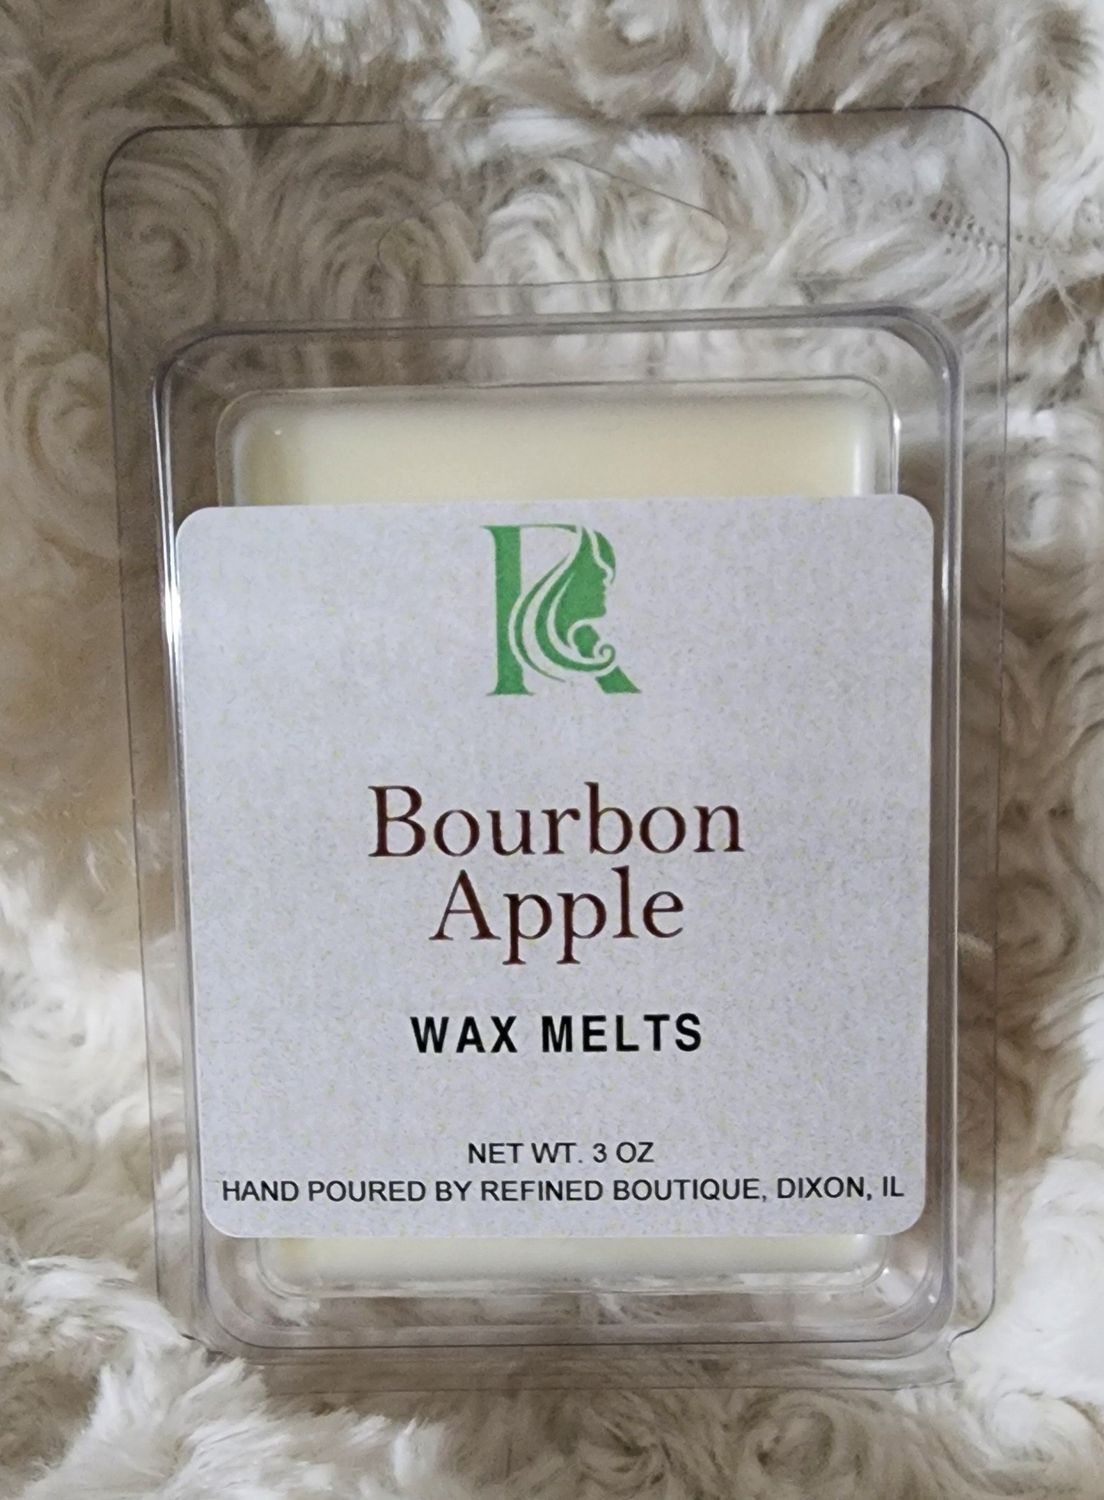 R
Bourbon
Apple
WAX MELTS
NET WT. 3 OZ
HAND POURED BY REFINED BOUTIQUE, DIXON, IL